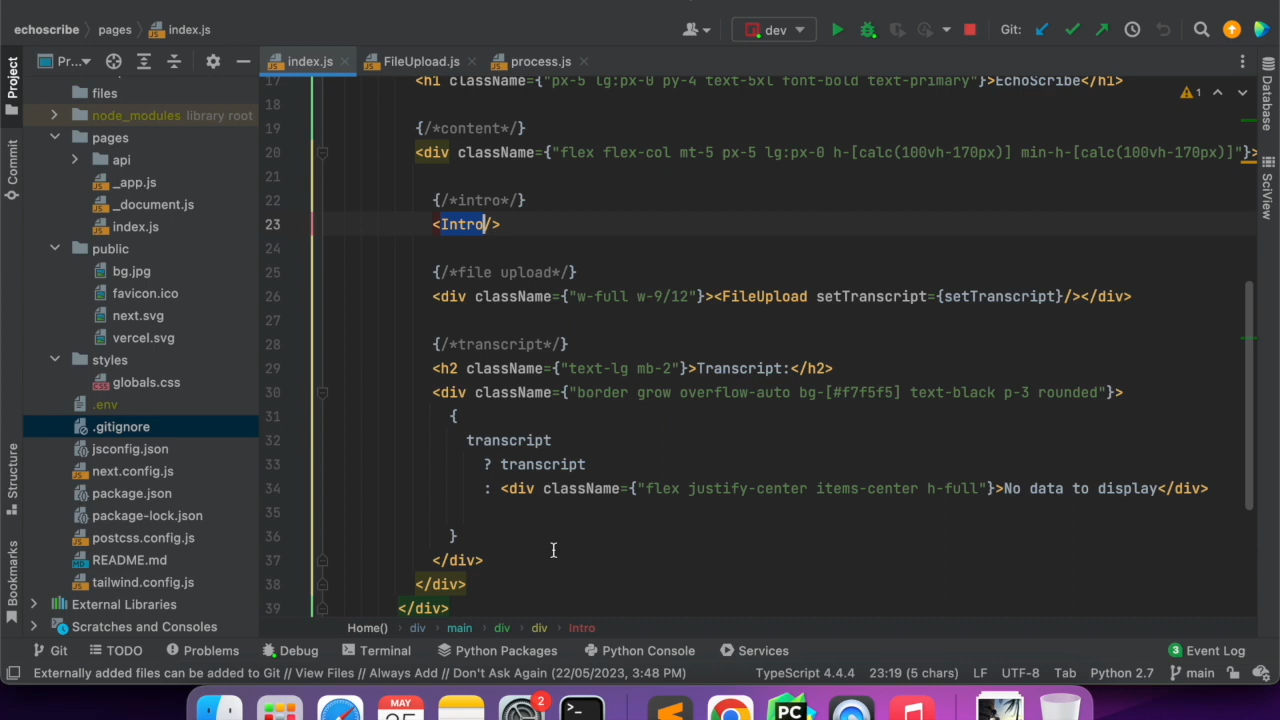 echoscribe
pages
index.js
dev
Git:
Project
Pr...
index.js
FileUpload.js
process.js
Database
SciView
Commit
Structure
Bookmarks
files
node_modules library root
pages
api
_app.js
_document.js
index.js
public
bg.jpg
favicon.ico
next.svg
vercel.svg
styles
globals.css
.env
.gitignore
jsconfig.json
next.config.js
package.json
package-lock.json
postcss.config.js
README.md
tailwind.config.js
External Libraries
Scratches and Consoles
1
17 <h1 className={"px-5 lg:px-0 py-4 text-5xl font-bold text-primary"}>EchoScribe</h1>
18
19 {/*content*/}
20 <div className={"flex flex-col mt-5 px-5 lg:px-0 h-[calc(100vh-170px)] min-h-[calc(100vh-170px)]"}>
21
22 {/*intro*/}
23 <Intro/>
24
25 {/*file upload*/}
26 <div className={"w-full w-9/12"}><FileUpload setTranscript={setTranscript}/></div>
27
28 {/*transcript*/}
29 <h2 className={"text-lg mb-2"}>Transcript:</h2>
30 <div className={"border grow overflow-auto bg-[#f7f5f5] text-black p-3 rounded"}>
31 {
32 transcript
33 ? transcript
34 : <div className={"flex justify-center items-center h-full"}>No data to display</div>
35
36 }
37 </div>
38 </div>
39 </div>
Home() div main div div Intro
Git
TODO
Problems
Debug
Terminal
Python Packages
Python Console
Services
3 Event Log
Externally added files can be added to Git // View Files // Always Add // Don't Ask Again (22/05/2023, 3:48 PM)
TypeScript 4.4.4
23:19 (5 chars)
LF
UTF-8
Tab
Python 2.7
main
MAY
2
PC